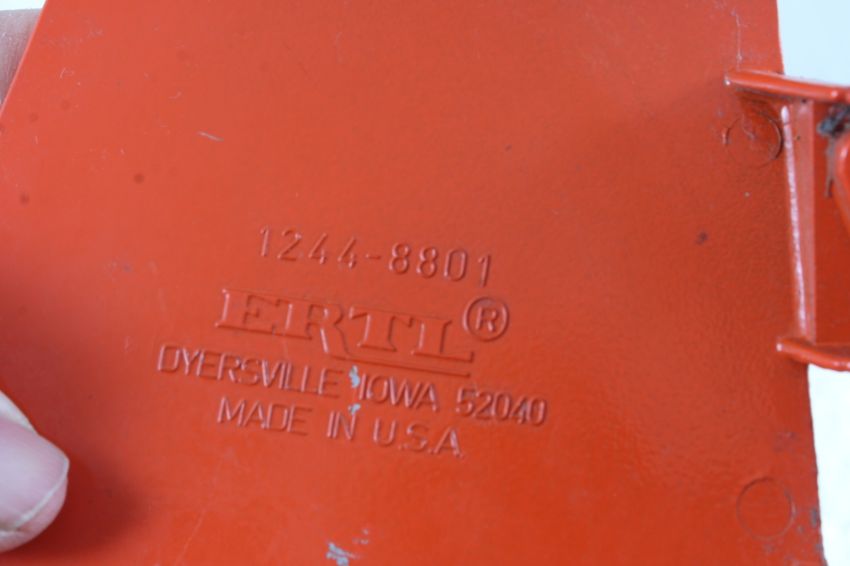 1244-8801
ERTL®
DYERSVILLE IOWA 52040
MADE IN U.S.A.